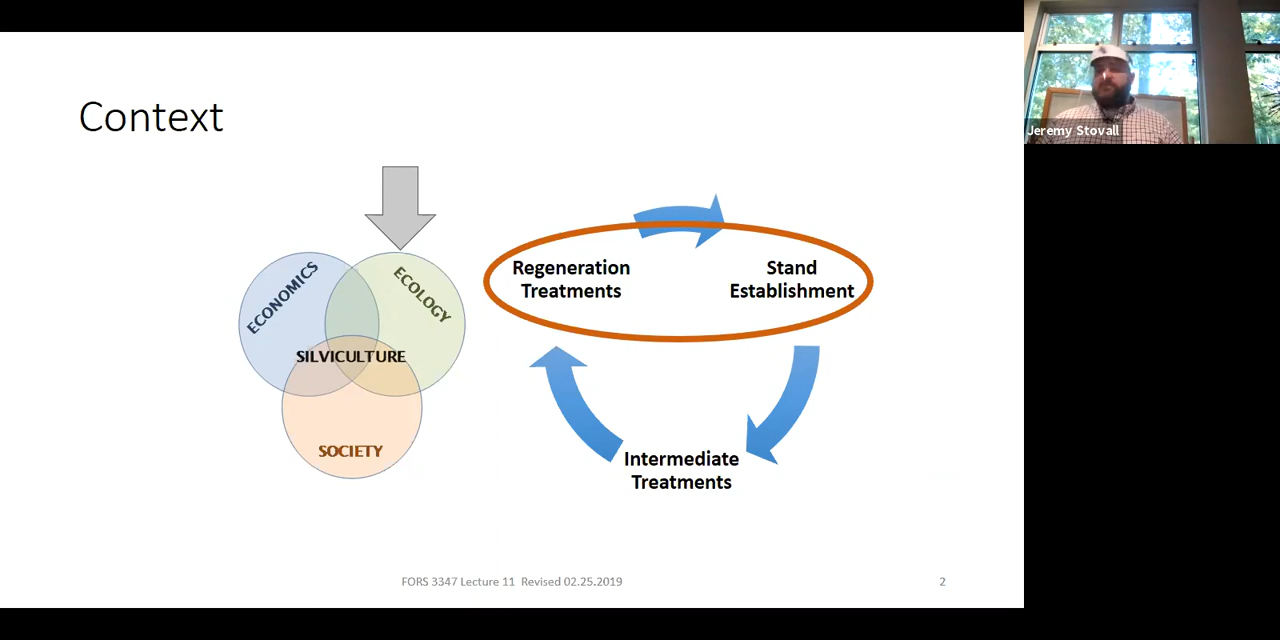 Context
Jeremy Stovall
ECONOMICS
ECOLOGY
SILVICULTURE
SOCIETY
Regeneration
Treatments
Stand
Establishment
Intermediate
Treatments
FORS 3347 Lecture 11 Revised 02.25.2019
2